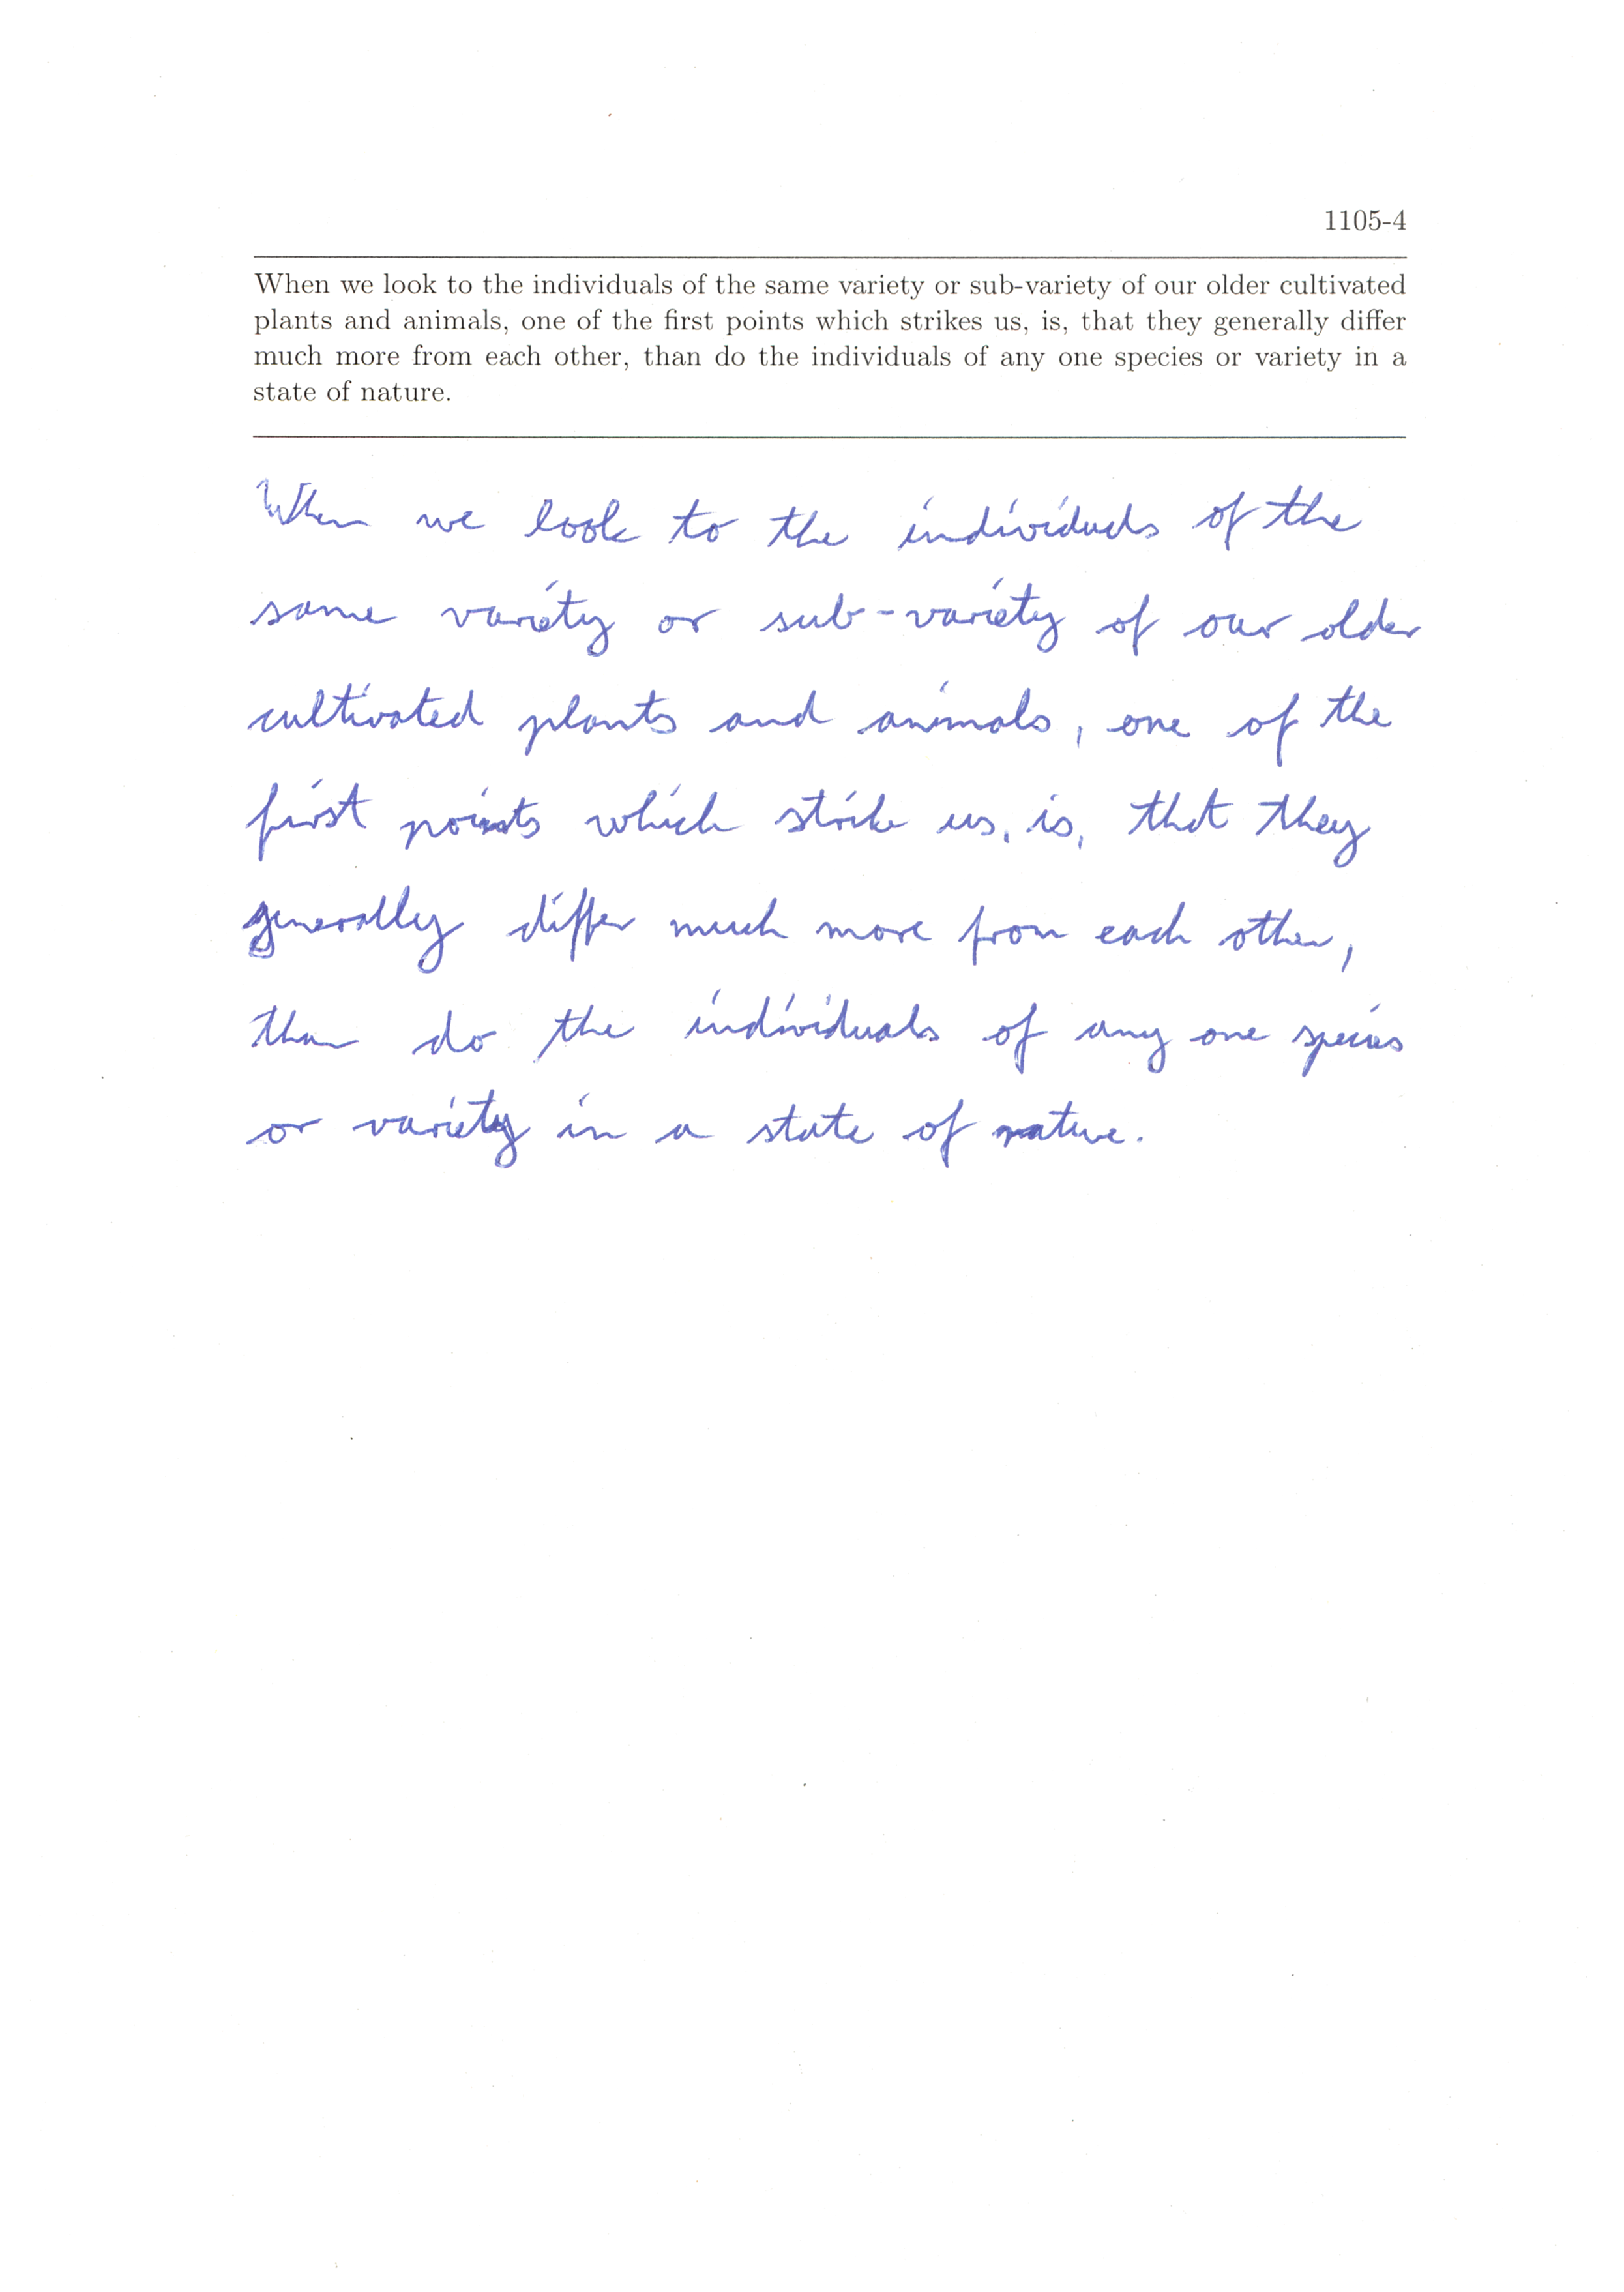 1105-4
When we look to the individuals of the same variety or sub-variety of our older cultivated
plants and animals, one of the first points which strikes us, is, that they generally differ
much more from each other, than do the individuals of any one species or variety in a
state of nature.
When we look to the individuals of the
same variety or sub-variety of our older
cultivated plants and animals, one of the
first points which strike us, is, that they
generally differ much more from each other,
than do the individuals of any one species
or variety in a state of nature.